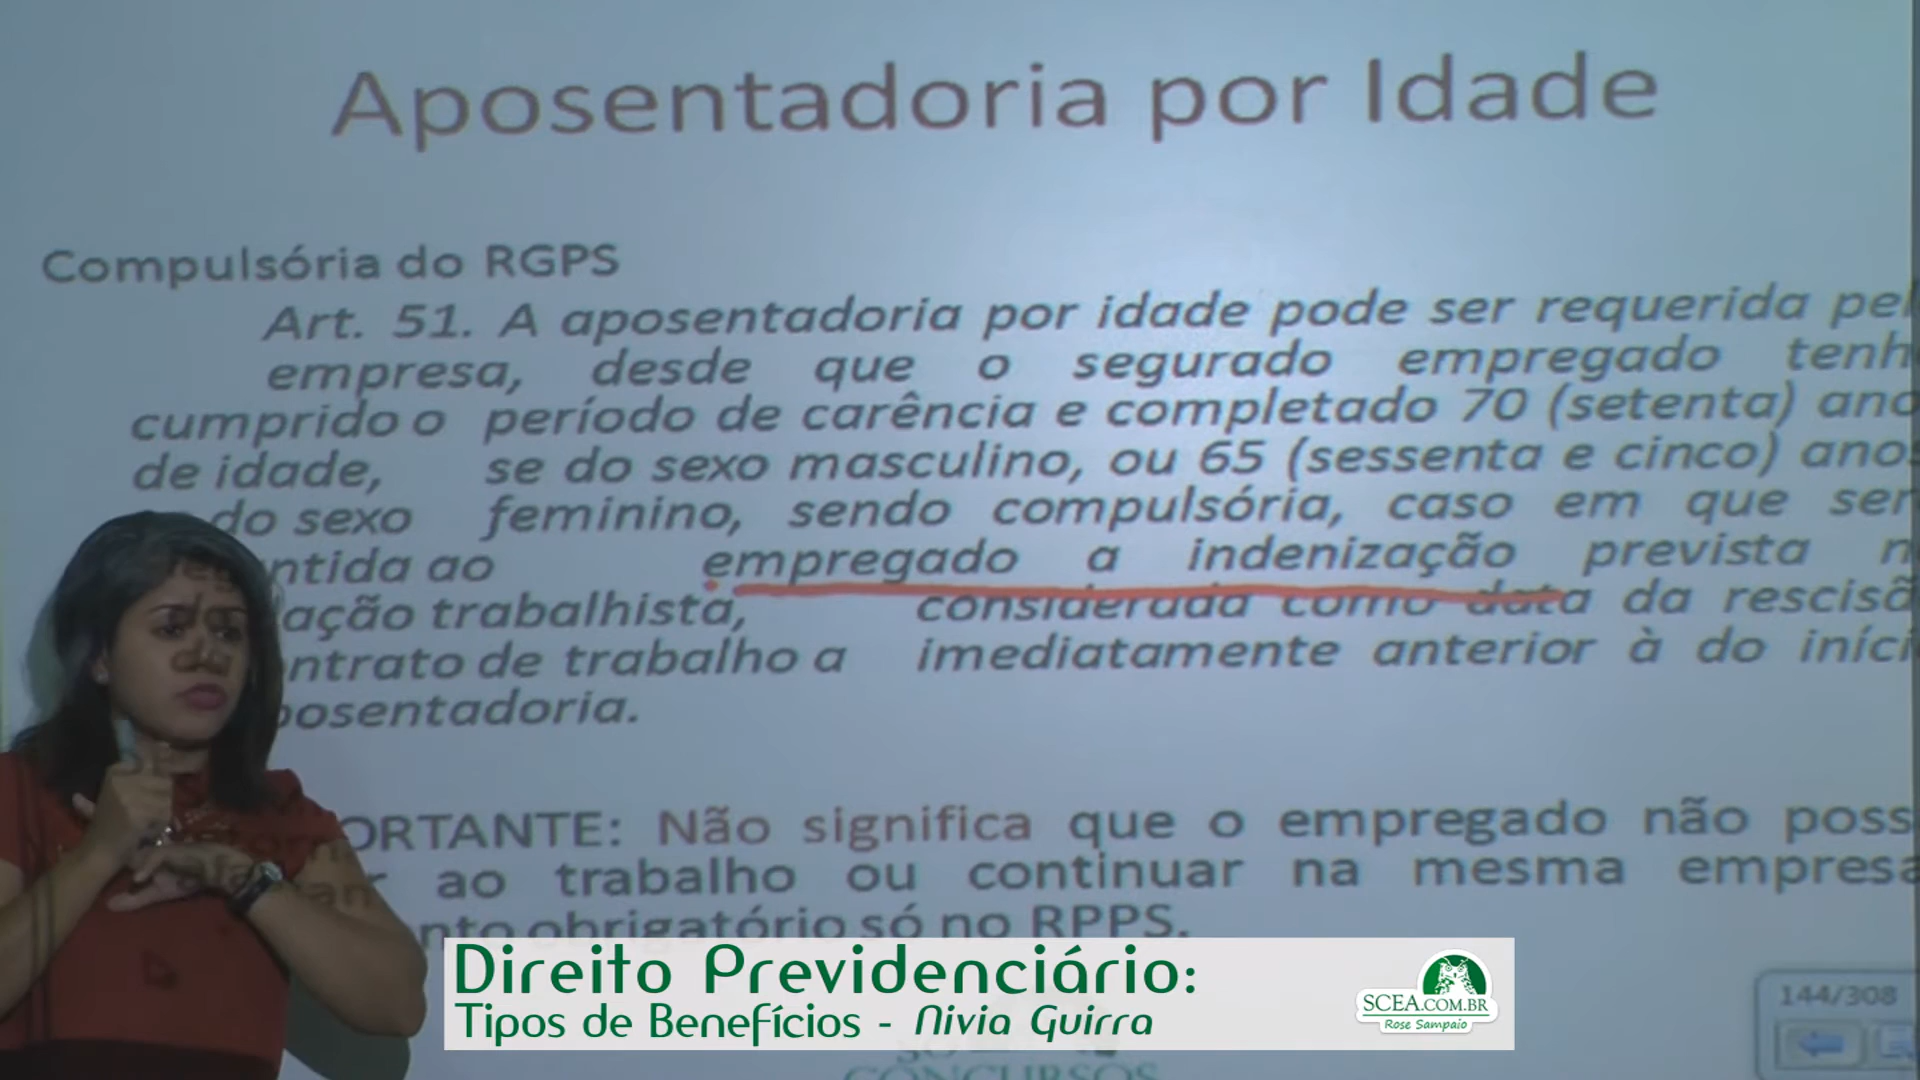 Aposentadoria por Idade
Compulsória do RGPS
Art. 51. A aposentadoria por idade pode ser requerida pel
empresa, desde que o segurado empregado tenh
cumprido o período de carência e completado 70 (setenta) ano
de idade, se do sexo masculino, ou 65 (sessenta e cinco) anos
do sexo feminino, sendo compulsória, caso em que ser
ntida ao empregado a indenização prevista n
lação trabalhista, considerada como data da rescisã
ntrato de trabalho a imediatamente anterior à do iníci
posentadoria.
ORTANTE: Não significa que o empregado não poss
r ao trabalho ou continuar na mesma empresa
nto obrigatório só no RPPS.
Direito Previdenciário:
Tipos de Benefícios - Nivia Guirra
SCEA.COM.BR
Rose Sampaio
144/308
SÓ
CONCURSOS